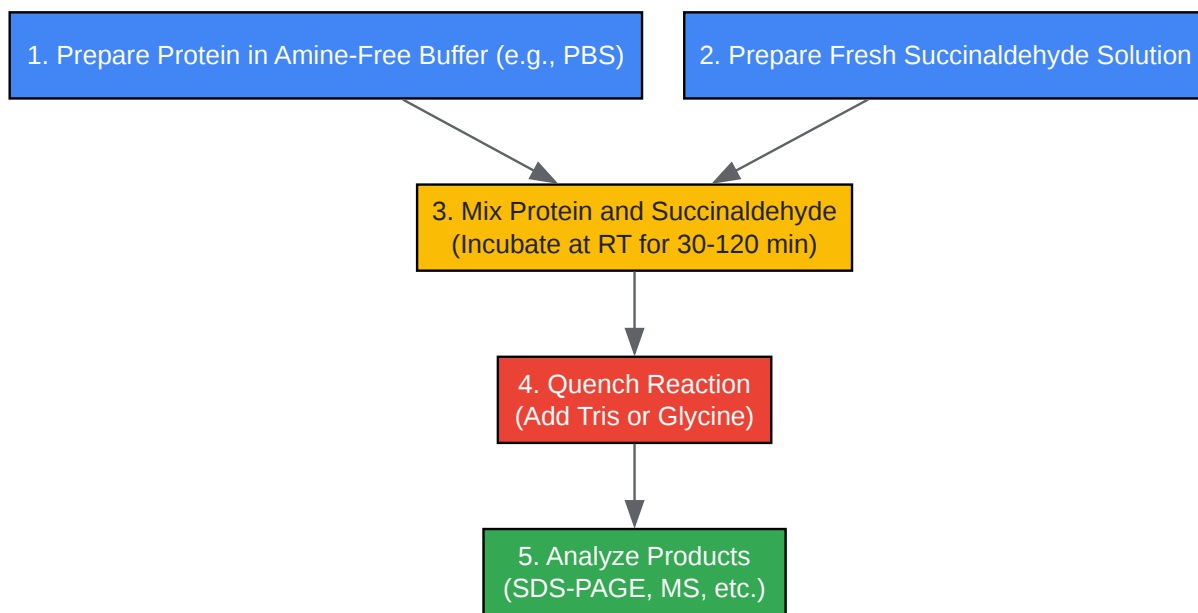 1. Prepare Protein in Amine-Free Buffer (e.g., PBS)
2. Prepare Fresh Succinaldehyde Solution
3. Mix Protein and Succinaldehyde
(Incubate at RT for 30-120 min)
4. Quench Reaction
(Add Tris or Glycine)
5. Analyze Products
(SDS-PAGE, MS, etc.)